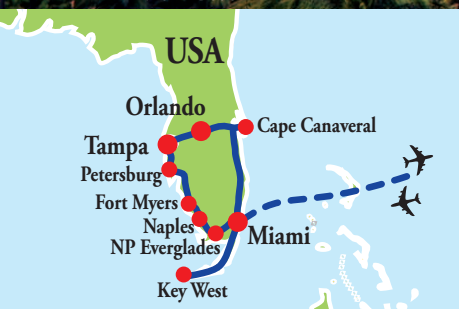 USA
Orlando
Cape Canaveral
Tampa
Petersburg
Fort Myers
Naples
Miami
NP Everglades
Key West